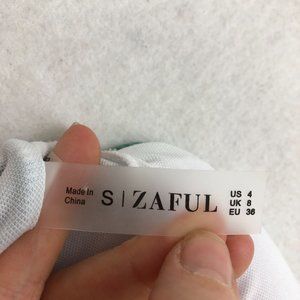 Made In
China
S | ZAFUL
US 4
UK 8
EU 36